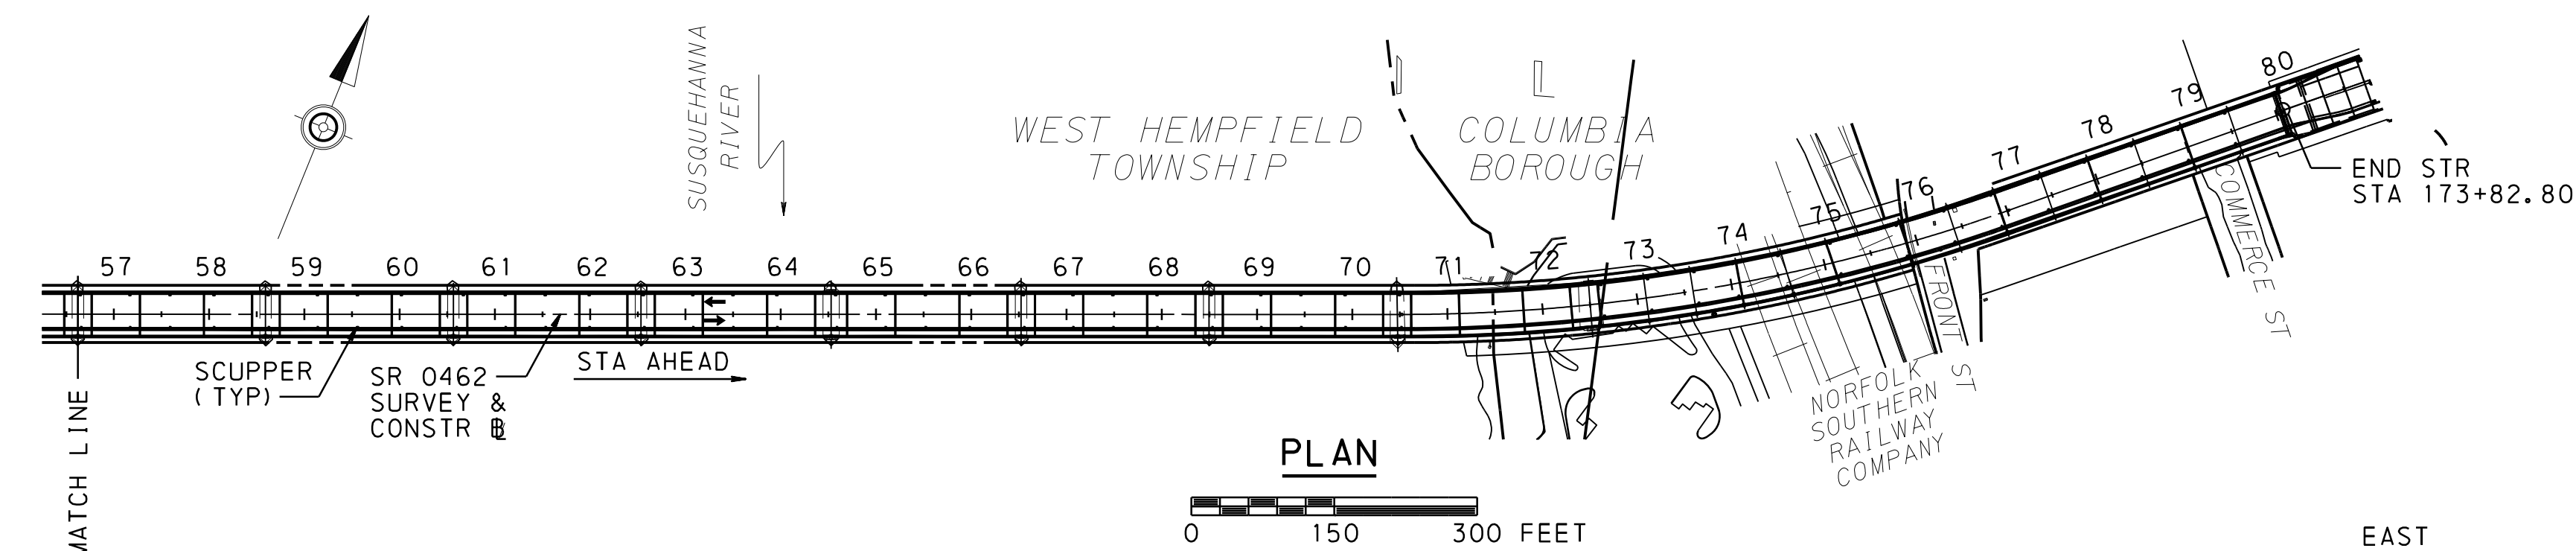 SUSQUEHANNA
RIVER
WEST HEMPFIELD
TOWNSHIP
COLUMBIA
BOROUGH
57 58 59 60 61 62 63 64 65 66 67 68 69 70 71 72 73 74 75 76 77 78 79 80
END STR
STA 173+82.80
COMMERCE ST
FRONT ST
NORFOLK
SOUTHERN
RAILWAY
COMPANY
SCUPPER
(TYP)
SR 0462
SURVEY &
CONSTR BL
STA AHEAD
MATCH LINE
PLAN
0 150 300 FEET
EAST